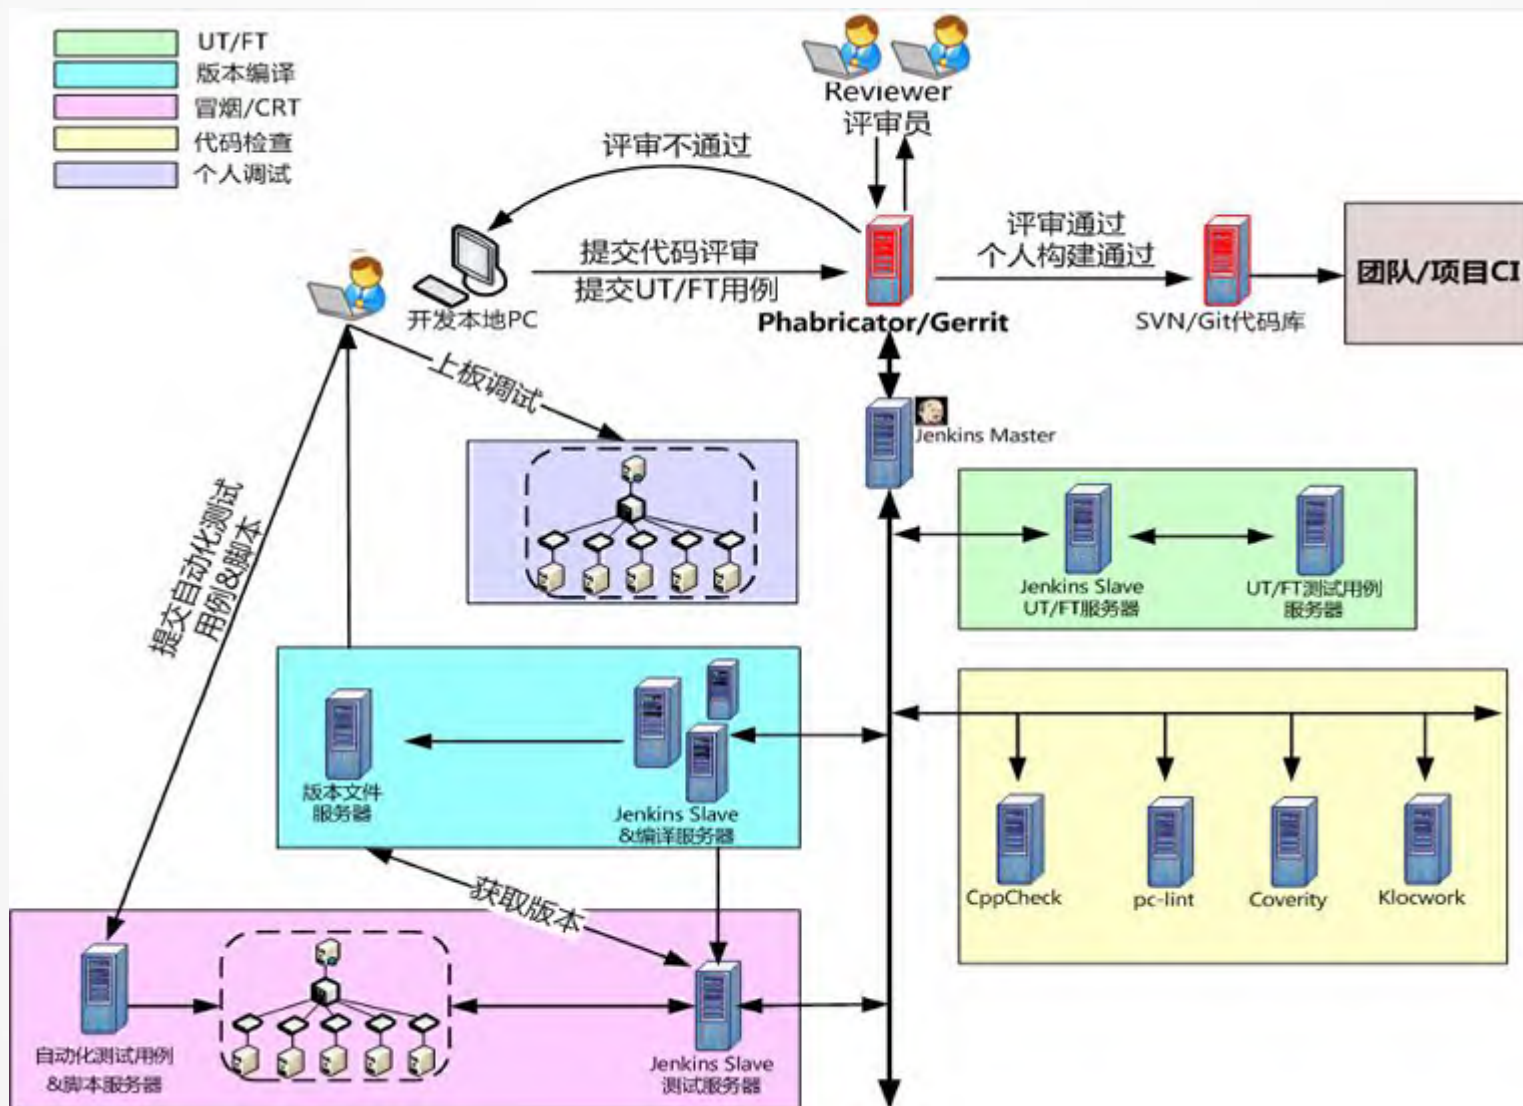 UT/FT
版本编译
冒烟/CRT
代码检查
个人调试
Reviewer
评审员
评审不通过
提交代码评审
提交UT/FT用例
评审通过
个人构建通过
开发本地PC
Phabricator/Gerrit
SVN/Git代码库
团队/项目CI
上板调试
Jenkins Master
提交自动化测试
用例&脚本
Jenkins Slave
UT/FT服务器
UT/FT测试用例
服务器
版本文件
服务器
Jenkins Slave
&编译服务器
获取版本
CppCheck
pc-lint
Coverity
Klocwork
自动化测试用例
&脚本服务器
Jenkins Slave
测试服务器